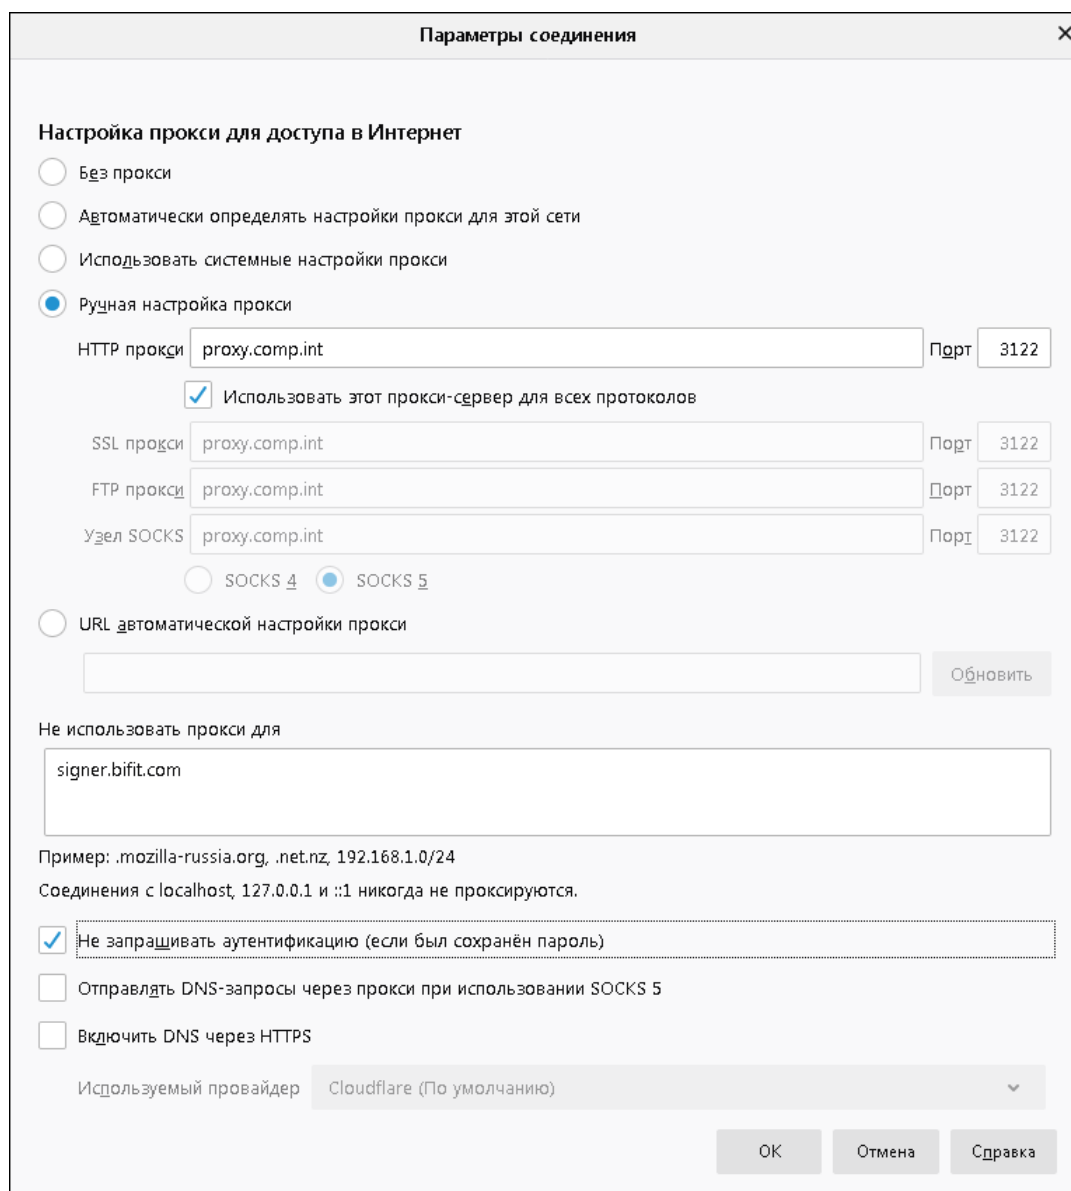 Параметры соединения
Настройка прокси для доступа в Интернет
Без прокси
Автоматически определять настройки прокси для этой сети
Использовать системные настройки прокси
Ручная настройка прокси
HTTP прокси proxy.comp.int Порт 3122
Использовать этот прокси-сервер для всех протоколов
SSL прокси proxy.comp.int Порт 3122
FTP прокси proxy.comp.int Порт 3122
Узел SOCKS proxy.comp.int Порт 3122
SOCKS 4 SOCKS 5
URL автоматической настройки прокси
Обновить
Не использовать прокси для
signer.bifit.com
Пример: .mozilla-russia.org, .net.nz, 192.168.1.0/24
Соединения с localhost, 127.0.0.1 и ::1 никогда не проксируются.
Не запрашивать аутентификацию (если был сохранён пароль)
Отправлять DNS-запросы через прокси при использовании SOCKS 5
Включить DNS через HTTPS
Используемый провайдер Cloudflare (По умолчанию)
OK Отмена Справка